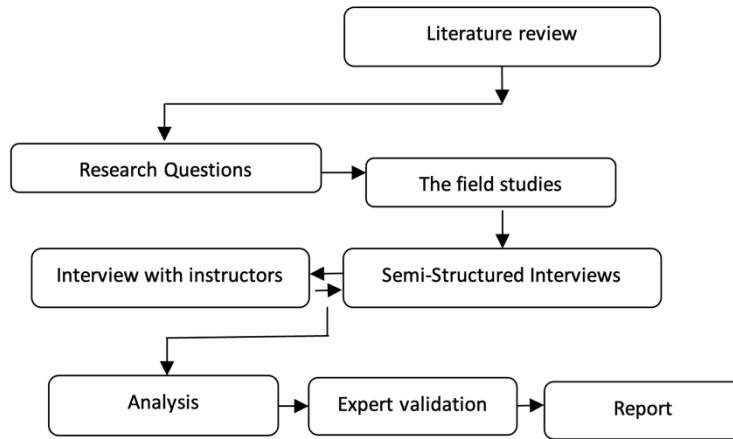 Literature review
Research Questions
The field studies
Interview with instructors
Semi-Structured Interviews
Analysis
Expert validation
Report